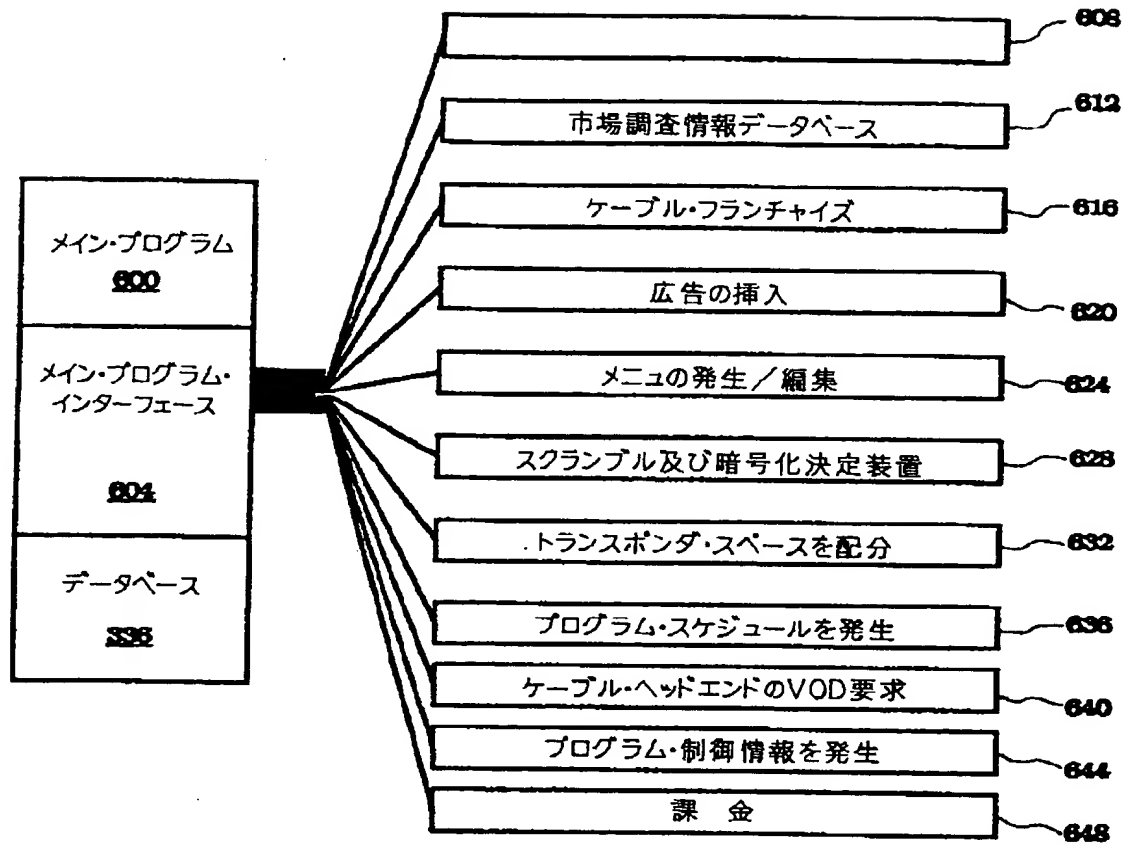 メイン・プログラム
600
メイン・プログラム・
インターフェース
604
データベース
336
608
市場調査情報データベース
612
ケーブル・フランチャイズ
616
広告の挿入
620
メニュの発生／編集
624
スクランブル及び暗号化決定装置
628
トランスポンダ・スペースを配分
632
プログラム・スケジュールを発生
636
ケーブル・ヘッドエンドのVOD要求
640
プログラム・制御情報を発生
644
課 金
648